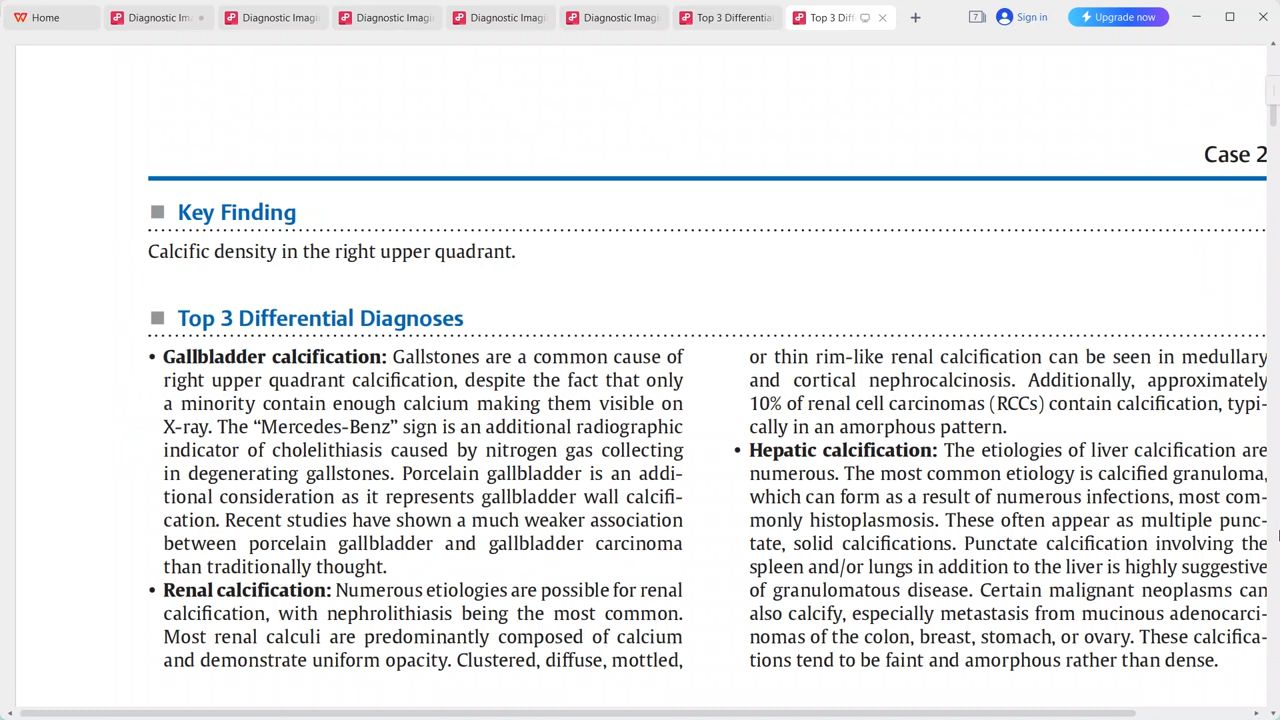 Home
Diagnostic Im
Diagnostic Imagi
Diagnostic Imagi
Diagnostic Imagi
Diagnostic Imagi
Top 3 Differential
Top 3 Diff
7
Sign in
Upgrade now
Case 2
Key Finding
Calcific density in the right upper quadrant.
Top 3 Differential Diagnoses
• Gallbladder calcification: Gallstones are a common cause of
right upper quadrant calcification, despite the fact that only
a minority contain enough calcium making them visible on
X-ray. The “Mercedes-Benz” sign is an additional radiographic
indicator of cholelithiasis caused by nitrogen gas collecting
in degenerating gallstones. Porcelain gallbladder is an addi-
tional consideration as it represents gallbladder wall calcifi-
cation. Recent studies have shown a much weaker association
between porcelain gallbladder and gallbladder carcinoma
than traditionally thought.
• Renal calcification: Numerous etiologies are possible for renal
calcification, with nephrolithiasis being the most common.
Most renal calculi are predominantly composed of calcium
and demonstrate uniform opacity. Clustered, diffuse, mottled,
or thin rim-like renal calcification can be seen in medullary
and cortical nephrocalcinosis. Additionally, approximately
10% of renal cell carcinomas (RCCs) contain calcification, typi-
cally in an amorphous pattern.
• Hepatic calcification: The etiologies of liver calcification are
numerous. The most common etiology is calcified granuloma,
which can form as a result of numerous infections, most com-
monly histoplasmosis. These often appear as multiple punc-
tate, solid calcifications. Punctate calcification involving the
spleen and/or lungs in addition to the liver is highly suggestive
of granulomatous disease. Certain malignant neoplasms can
also calcify, especially metastasis from mucinous adenocarci-
nomas of the colon, breast, stomach, or ovary. These calcifica-
tions tend to be faint and amorphous rather than dense.